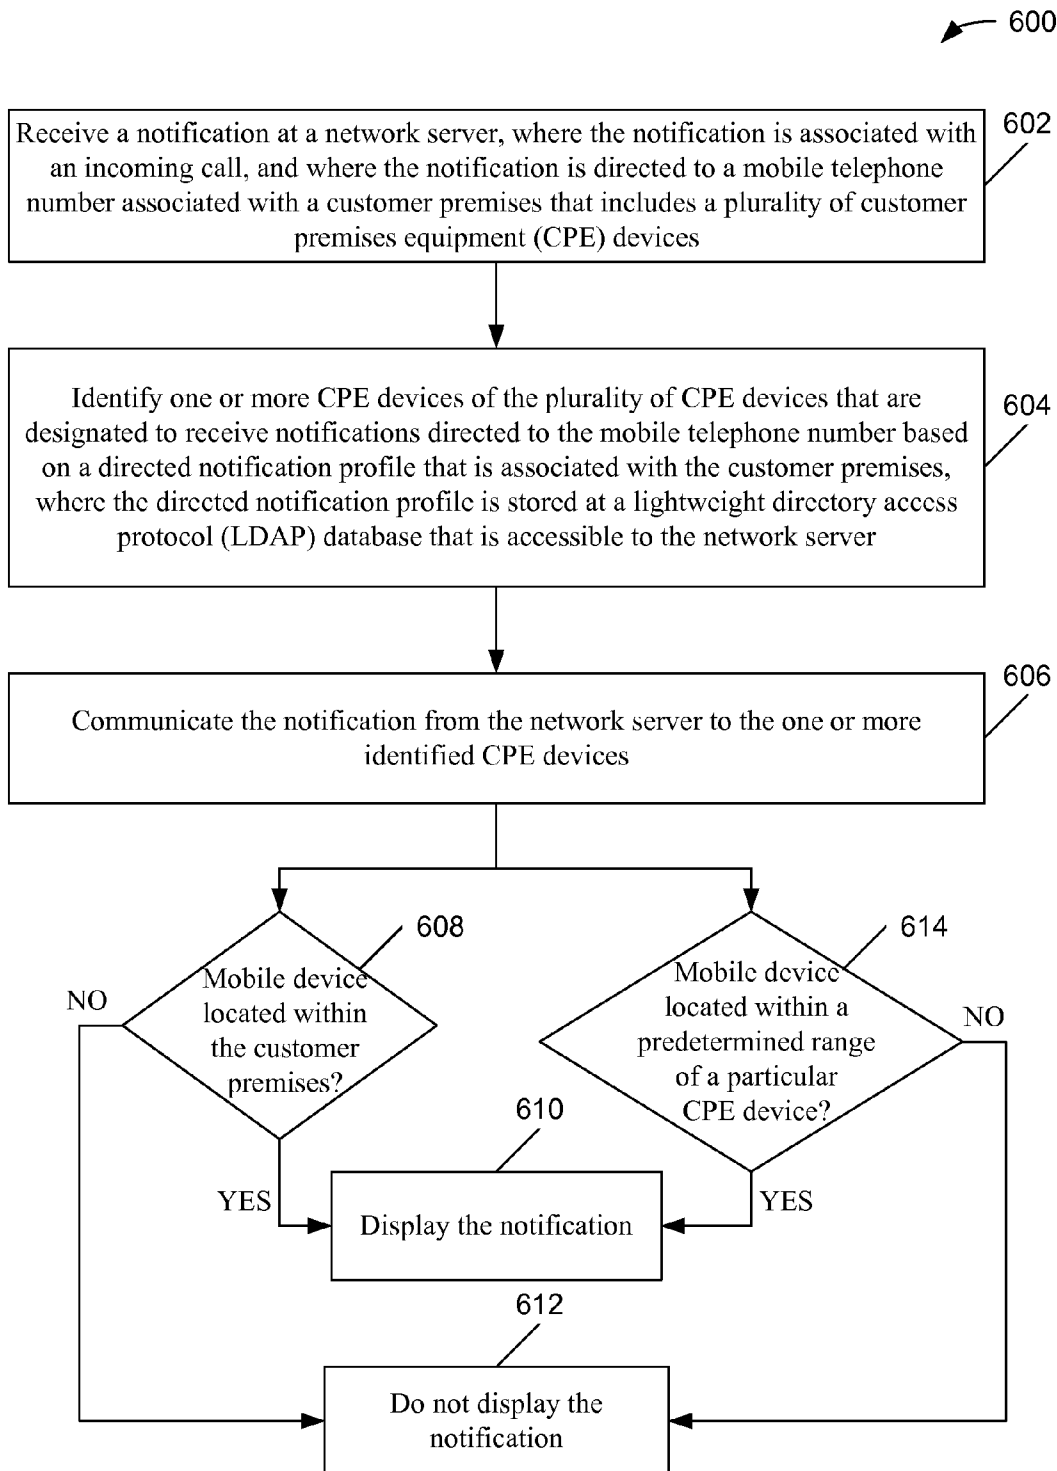 600
602
Receive a notification at a network server, where the notification is associated with
an incoming call, and where the notification is directed to a mobile telephone
number associated with a customer premises that includes a plurality of customer
premises equipment (CPE) devices
604
Identify one or more CPE devices of the plurality of CPE devices that are
designated to receive notifications directed to the mobile telephone number based
on a directed notification profile that is associated with the customer premises,
where the directed notification profile is stored at a lightweight directory access
protocol (LDAP) database that is accessible to the network server
606
Communicate the notification from the network server to the one or more
identified CPE devices
608
Mobile device
located within
the customer
premises?
NO
YES
614
Mobile device
located within a
predetermined range
of a particular
CPE device?
NO
YES
610
Display the notification
612
Do not display the
notification